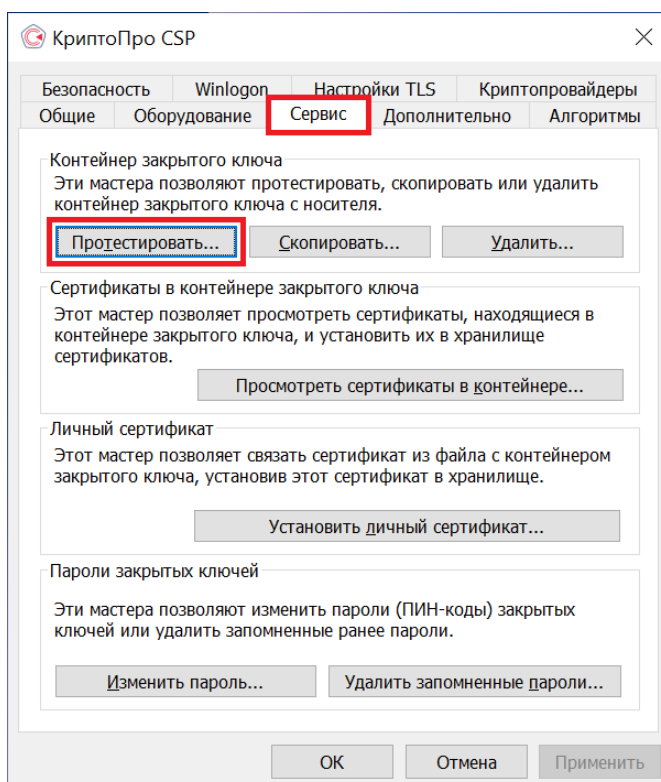 КриптоПро CSP
Безопасность Winlogon Настройки TLS Криптопровайдеры
Общие Оборудование Сервис Дополнительно Алгоритмы
Контейнер закрытого ключа
Эти мастера позволяют протестировать, скопировать или удалить
контейнер закрытого ключа с носителя.
Протестировать... Скопировать... Удалить...
Сертификаты в контейнере закрытого ключа
Этот мастер позволяет просмотреть сертификаты, находящиеся в
контейнере закрытого ключа, и установить их в хранилище
сертификатов.
Просмотреть сертификаты в контейнере...
Личный сертификат
Этот мастер позволяет связать сертификат из файла с контейнером
закрытого ключа, установив этот сертификат в хранилище.
Установить личный сертификат...
Пароли закрытых ключей
Эти мастера позволяют изменить пароли (ПИН-коды) закрытых
ключей или удалить запомненные ранее пароли.
Изменить пароль... Удалить запомненные пароли...
ОК Отмена Применить